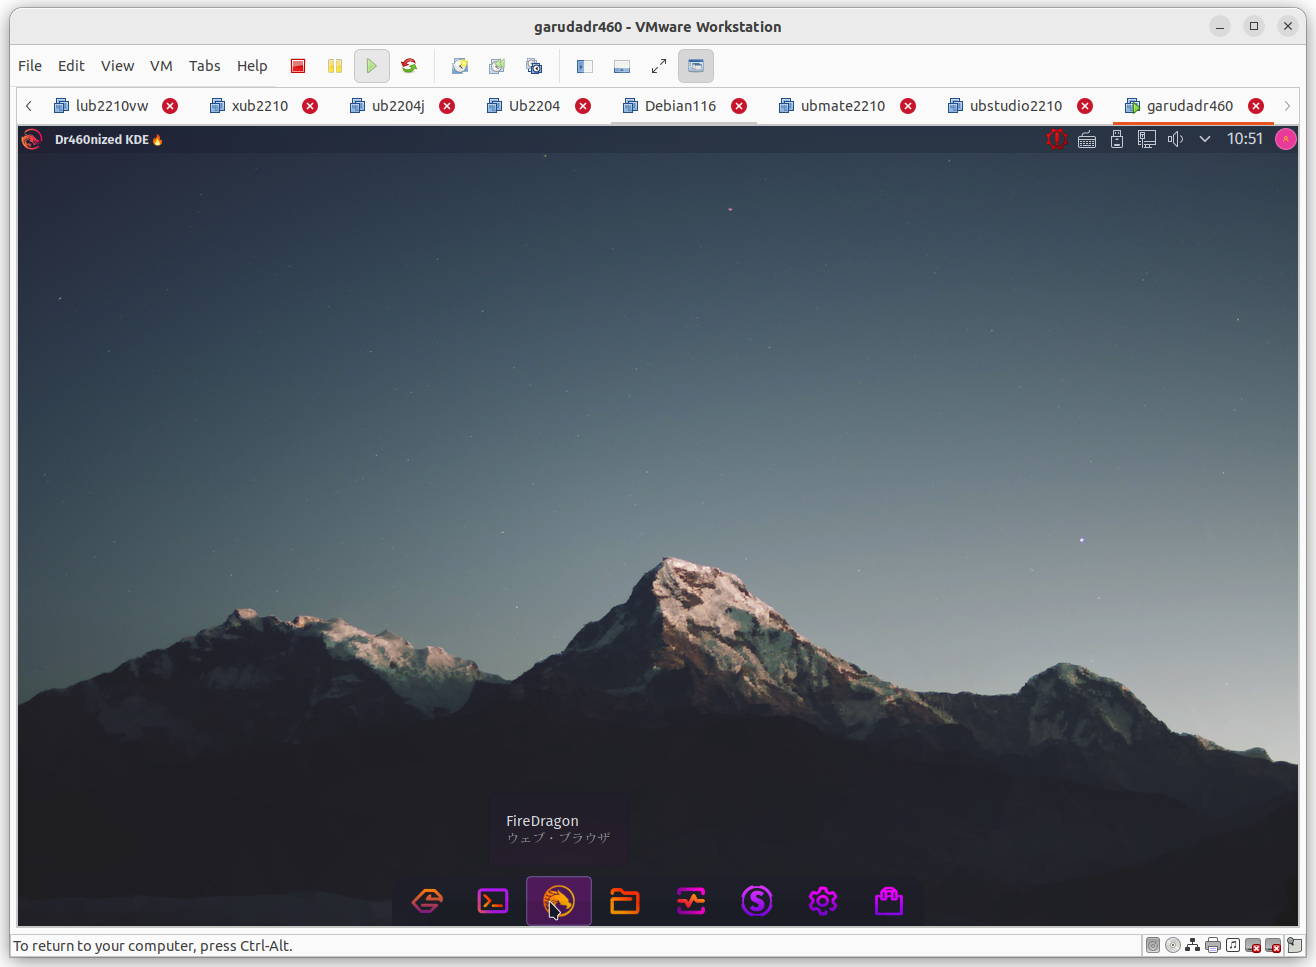 garudadr460 - VMware Workstation
File Edit View VM Tabs Help
lub2210vw xub2210 ub2204j Ub2204 Debian116 ubmate2210 ubstudio2210 garudadr460
Dr460nized KDE🔥 10:51
FireDragon
ウェブ・ブラウザ
To return to your computer, press Ctrl-Alt.